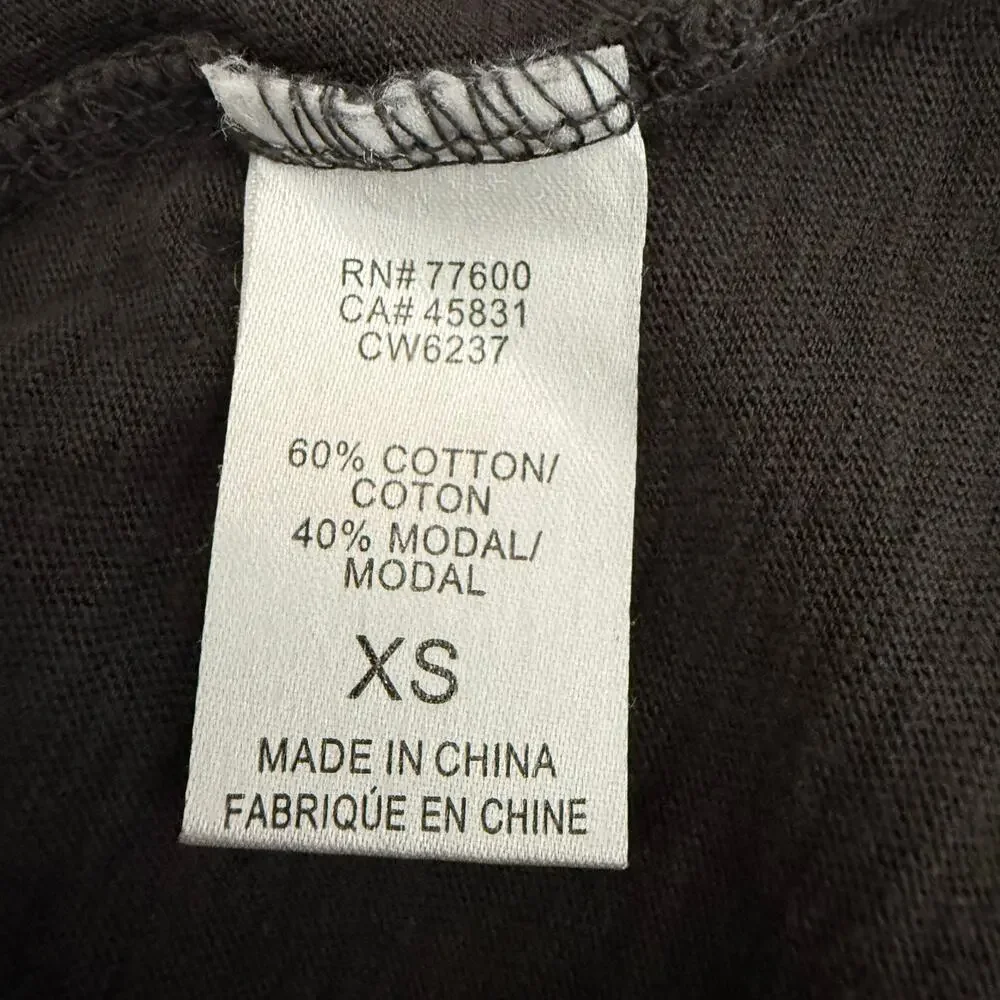 RN# 77600
CA# 45831
CW6237
60% COTTON/
COTON
40% MODAL/
MODAL
XS
MADE IN CHINA
FABRIQÚE EN CHINE